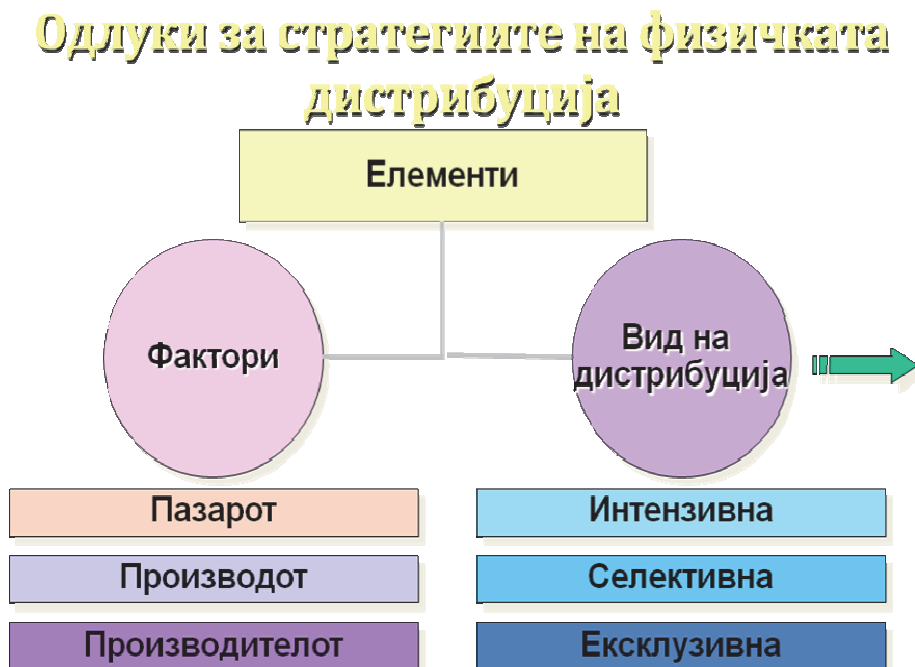 Одлуки за стратегиите на физичката
дистрибуција
Елементи
Фактори
Вид на
дистрибуција
Пазарот
Производот
Производителот
Интензивна
Селективна
Ексклузивна